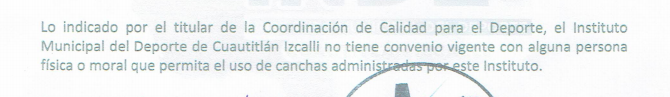 Lo indicado por el titular de la Coordinación de Calidad para el Deporte, el Instituto
Municipal del Deporte de Cuautitlán Izcalli no tiene convenio vigente con alguna persona
física o moral que permita el uso de canchas administradas por este Instituto.